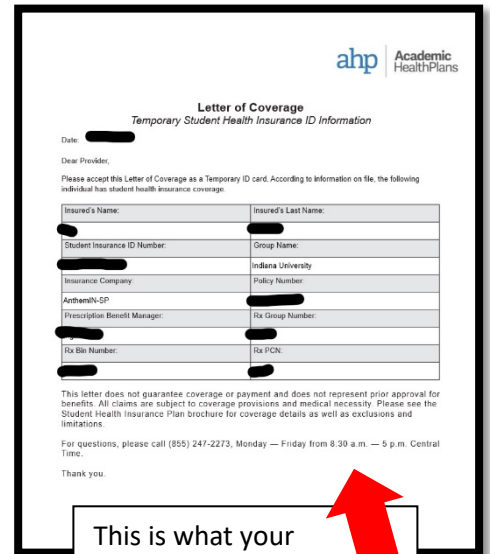 ahp Academic
HealthPlans
Letter of Coverage
Temporary Student Health Insurance ID Information
Date:
Dear Provider,
Please accept this Letter of Coverage as a Temporary ID card. According to information on file, the following
individual has student health insurance coverage.
Insured's Name: Insured's Last Name:
Student Insurance ID Number: Group Name:
Indiana University
Insurance Company: Policy Number:
AnthemIN-SP
Prescription Benefit Manager: Rx Group Number:
Rx Bin Number: Rx PCN:
This letter does not guarantee coverage or payment and does not represent prior approval for
benefits. All claims are subject to coverage provisions and medical necessity. Please see the
Student Health Insurance Plan brochure for coverage details as well as exclusions and
limitations.
For questions, please call (855) 247-2273, Monday — Friday from 8:30 a.m. — 5 p.m. Central
Time.
Thank you.
This is what your